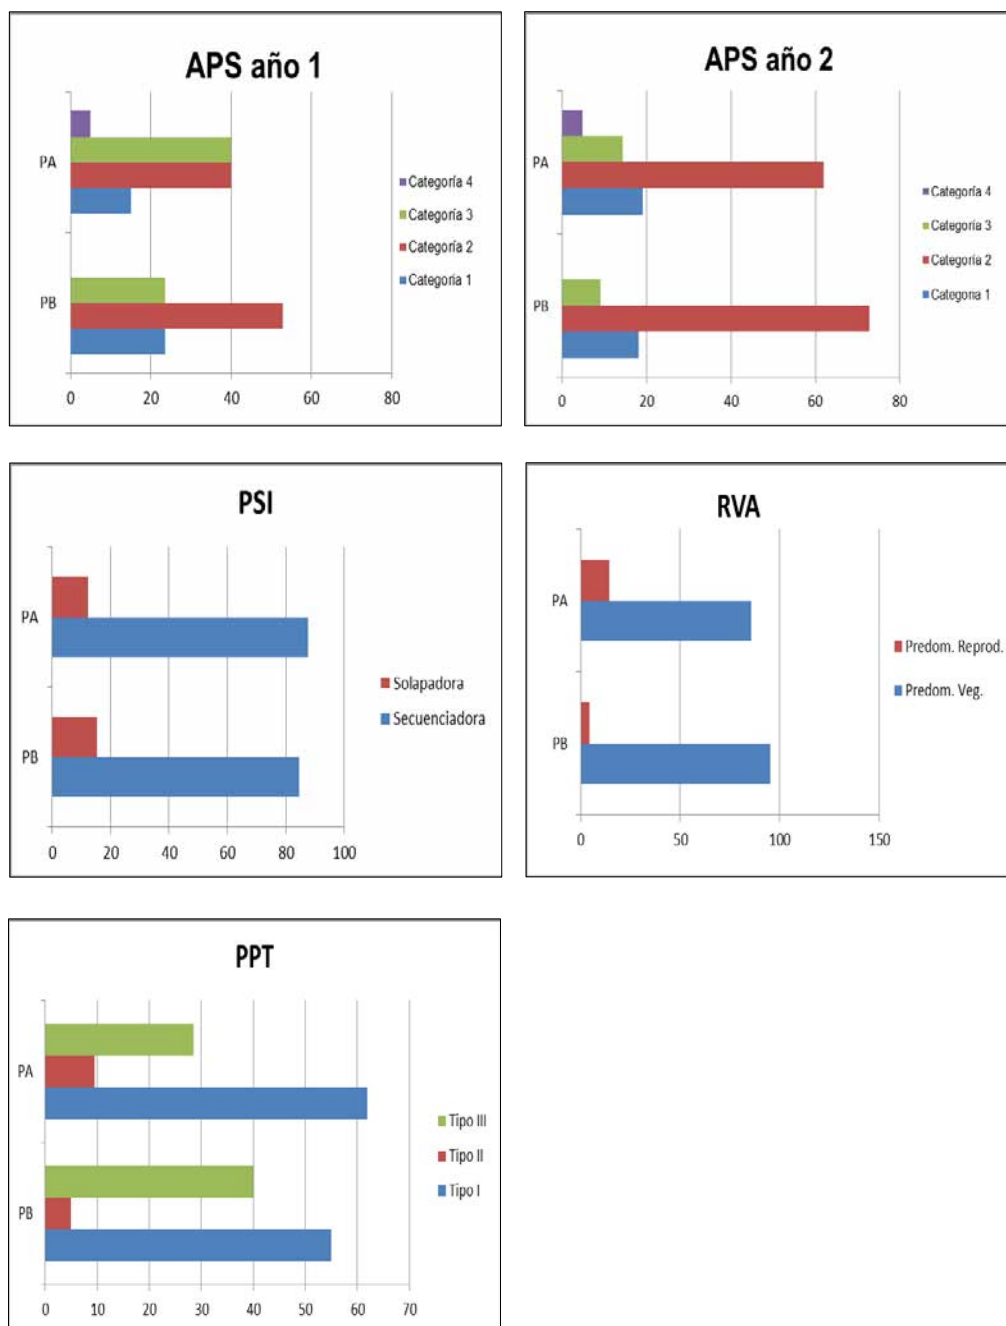 APS año 1
PA
PB
Categoría 4
Categoría 3
Categoría 2
Categoría 1
0 20 40 60 80
APS año 2
PA
PB
Categoría 4
Categoría 3
Categoría 2
Categoría 1
0 20 40 60 80
PSI
PA
PB
Solapadora
Secuenciadora
0 20 40 60 80 100
RVA
PA
PB
Predom. Reprod.
Predom. Veg.
0 50 100 150
PPT
PA
PB
Tipo III
Tipo II
Tipo I
0 10 20 30 40 50 60 70